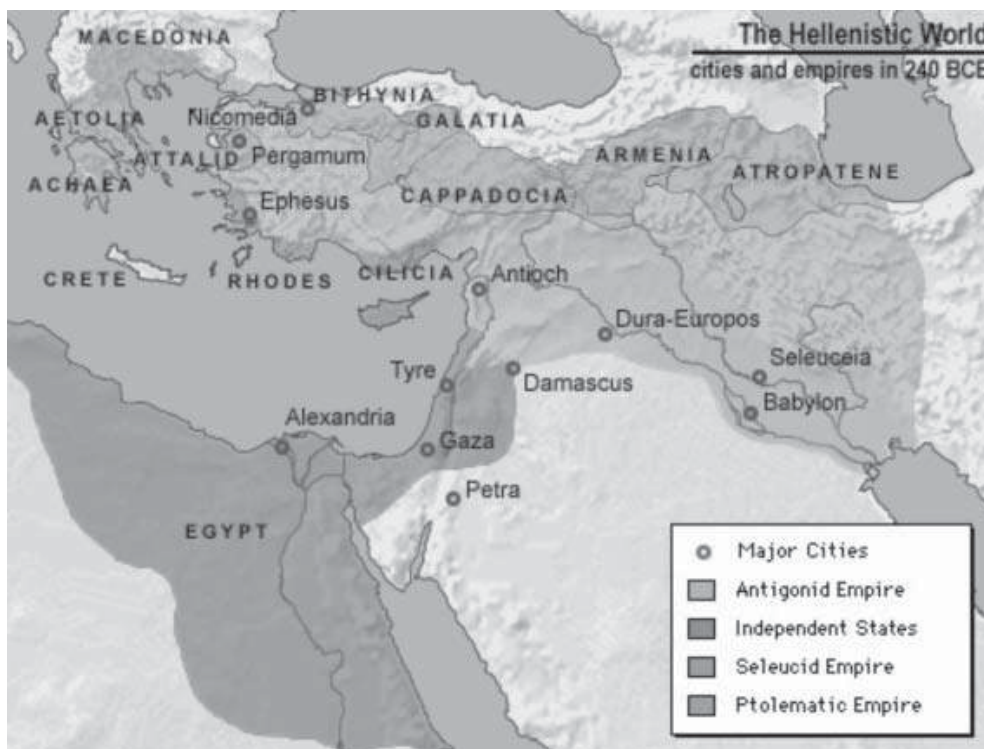 The Hellenistic World
cities and empires in 240 BCE
MACEDONIA
BITHYNIA
AETOLIA
Nicomedia
GALATIA
ATTALID
Pergamum
ARMENIA
ACHAEA
ATROPATENE
Ephesus
CAPPADOCIA
CRETE
RHODES
CILICIA
Antioch
Dura-Europos
Tyre
Damascus
Seleuceia
Babylon
Alexandria
Gaza
Petra
EGYPT
Major Cities
Antigonid Empire
Independent States
Seleucid Empire
Ptolematic Empire